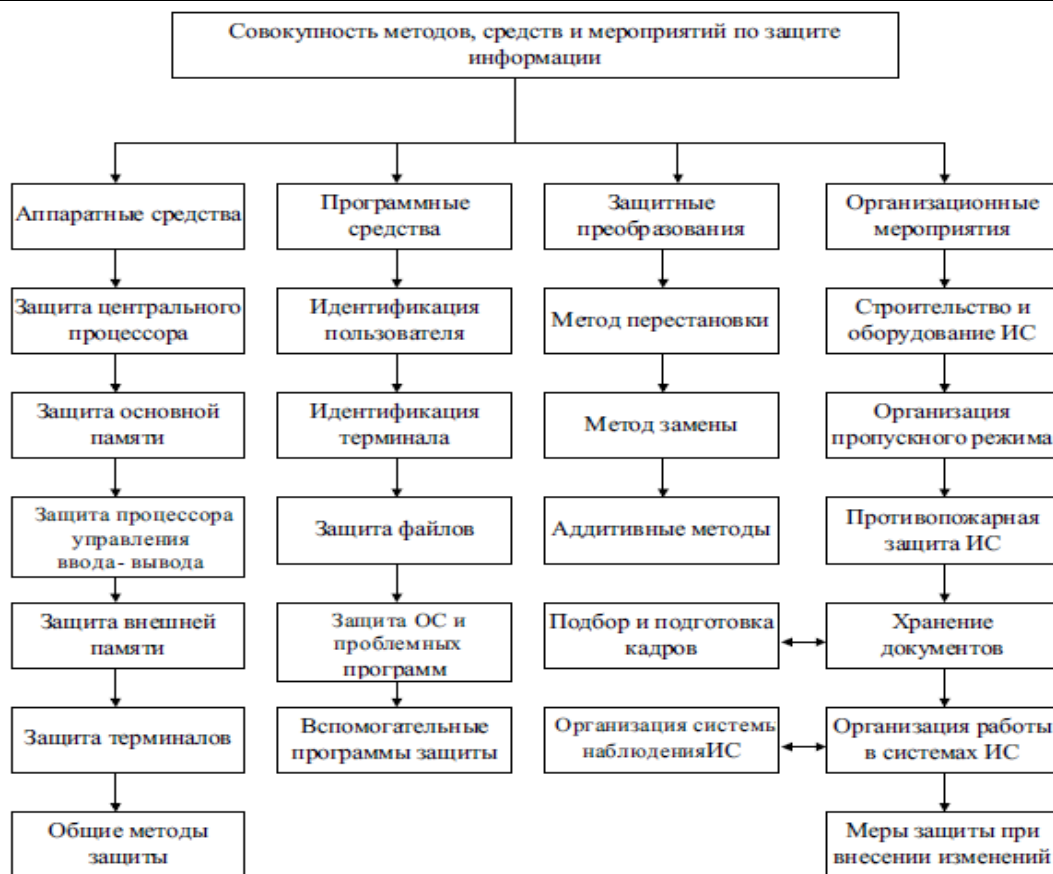 Совокупность методов, средств и мероприятий по защите
информации
Аппаратные средства
Программные
средства
Защитные
преобразования
Организационные
мероприятия
Защита центрального
процессора
Идентификация
пользователя
Метод перестановки
Строительство и
оборудование ИС
Защита основной
памяти
Идентификация
терминала
Метод замены
Организация
пропускного режима
Защита процессора
управления
ввода- вывода
Защита файлов
Аддитивные методы
Противопожарная
защита ИС
Защита внешней
памяти
Защита ОС и
проблемных
программ
Подбор и подготовка
кадров
Хранение
документов
Защита терминалов
Вспомогательные
программы защиты
Организация системы
наблюденияИС
Организация работы
в системах ИС
Общие методы
защиты
Меры защиты при
внесении изменений